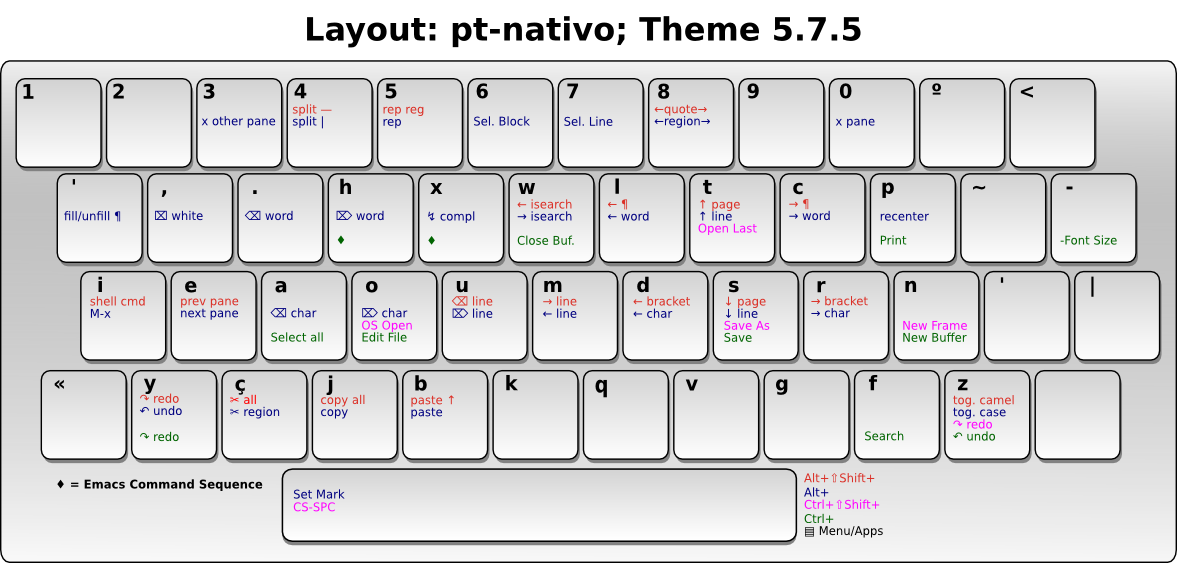 Layout: pt-nativo; Theme 5.7.5
1
2
3
x other pane
4
split —
split |
5
rep reg
rep
6
Sel. Block
7
Sel. Line
8
←quote→
←region→
9
0
x pane
º
<
'
fill/unfill ¶
,
⌧ white
.
⌫ word
h
⌦ word
♦
x
↯ compl
♦
w
← isearch
→ isearch
Close Buf.
l
← ¶
← word
t
↑ page
↑ line
Open Last
c
→ ¶
→ word
p
recenter
Print
~
-
-Font Size
i
shell cmd
M-x
e
prev pane
next pane
a
⌫ char
Select all
o
⌦ char
OS Open
Edit File
u
⌫ line
⌦ line
m
→ line
← line
d
← bracket
← char
s
↓ page
↓ line
Save As
Save
r
→ bracket
→ char
n
New Frame
New Buffer
'
|
«
y
↷ redo
↶ undo
↷ redo
ç
✂ all
✂ region
j
copy all
copy
b
paste ↑
paste
k
q
v
g
f
Search
z
tog. camel
tog. case
↷ redo
↶ undo
♦ = Emacs Command Sequence
Set Mark
CS-SPC
Alt+⇧Shift+
Alt+
Ctrl+⇧Shift+
Ctrl+
▤ Menu/Apps